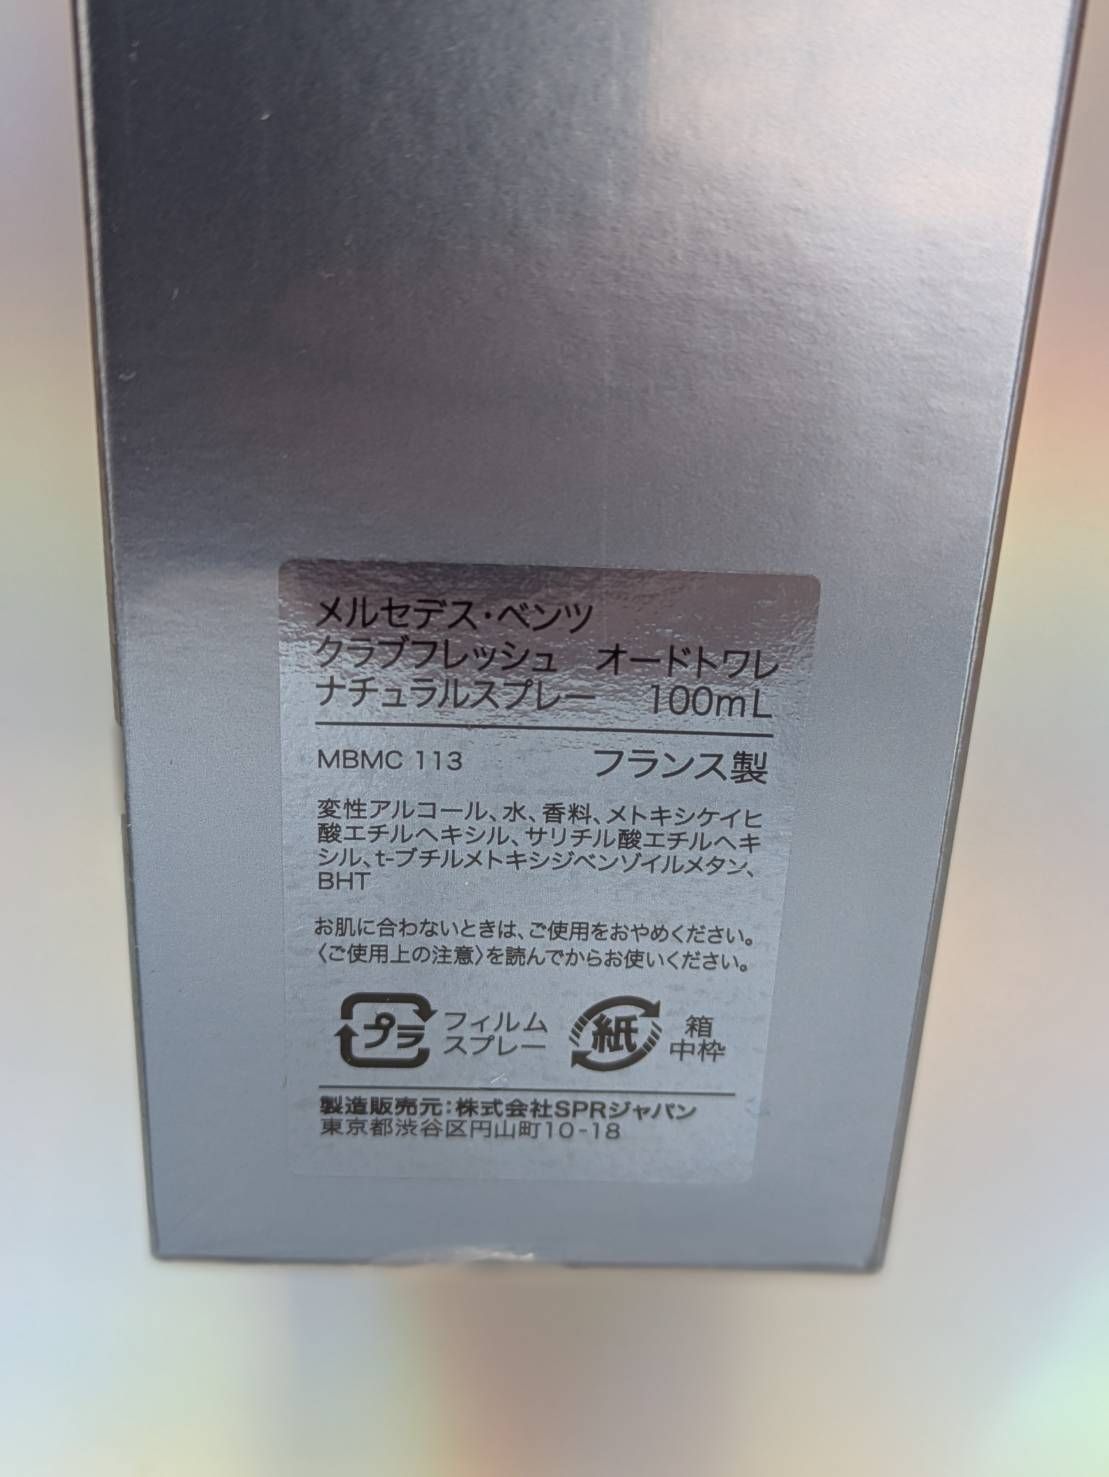 メルセデス・ベンツ
クラブフレッシュ オードトワレ
ナチュラルスプレー 100mL
MBMC 113 フランス製
変性アルコール、水、香料、メトキシケイヒ
酸エチルヘキシル、サリチル酸エチルヘキ
シル、t-ブチルメトキシジベンゾイルメタン、
BHT
お肌に合わないときは、ご使用をおやめください。
〈ご使用上の注意〉を読んでからお使いください。
プラ フィルム
スプレー
紙 箱
中枠
製造販売元：株式会社SPRジャパン
東京都渋谷区円山町10-18